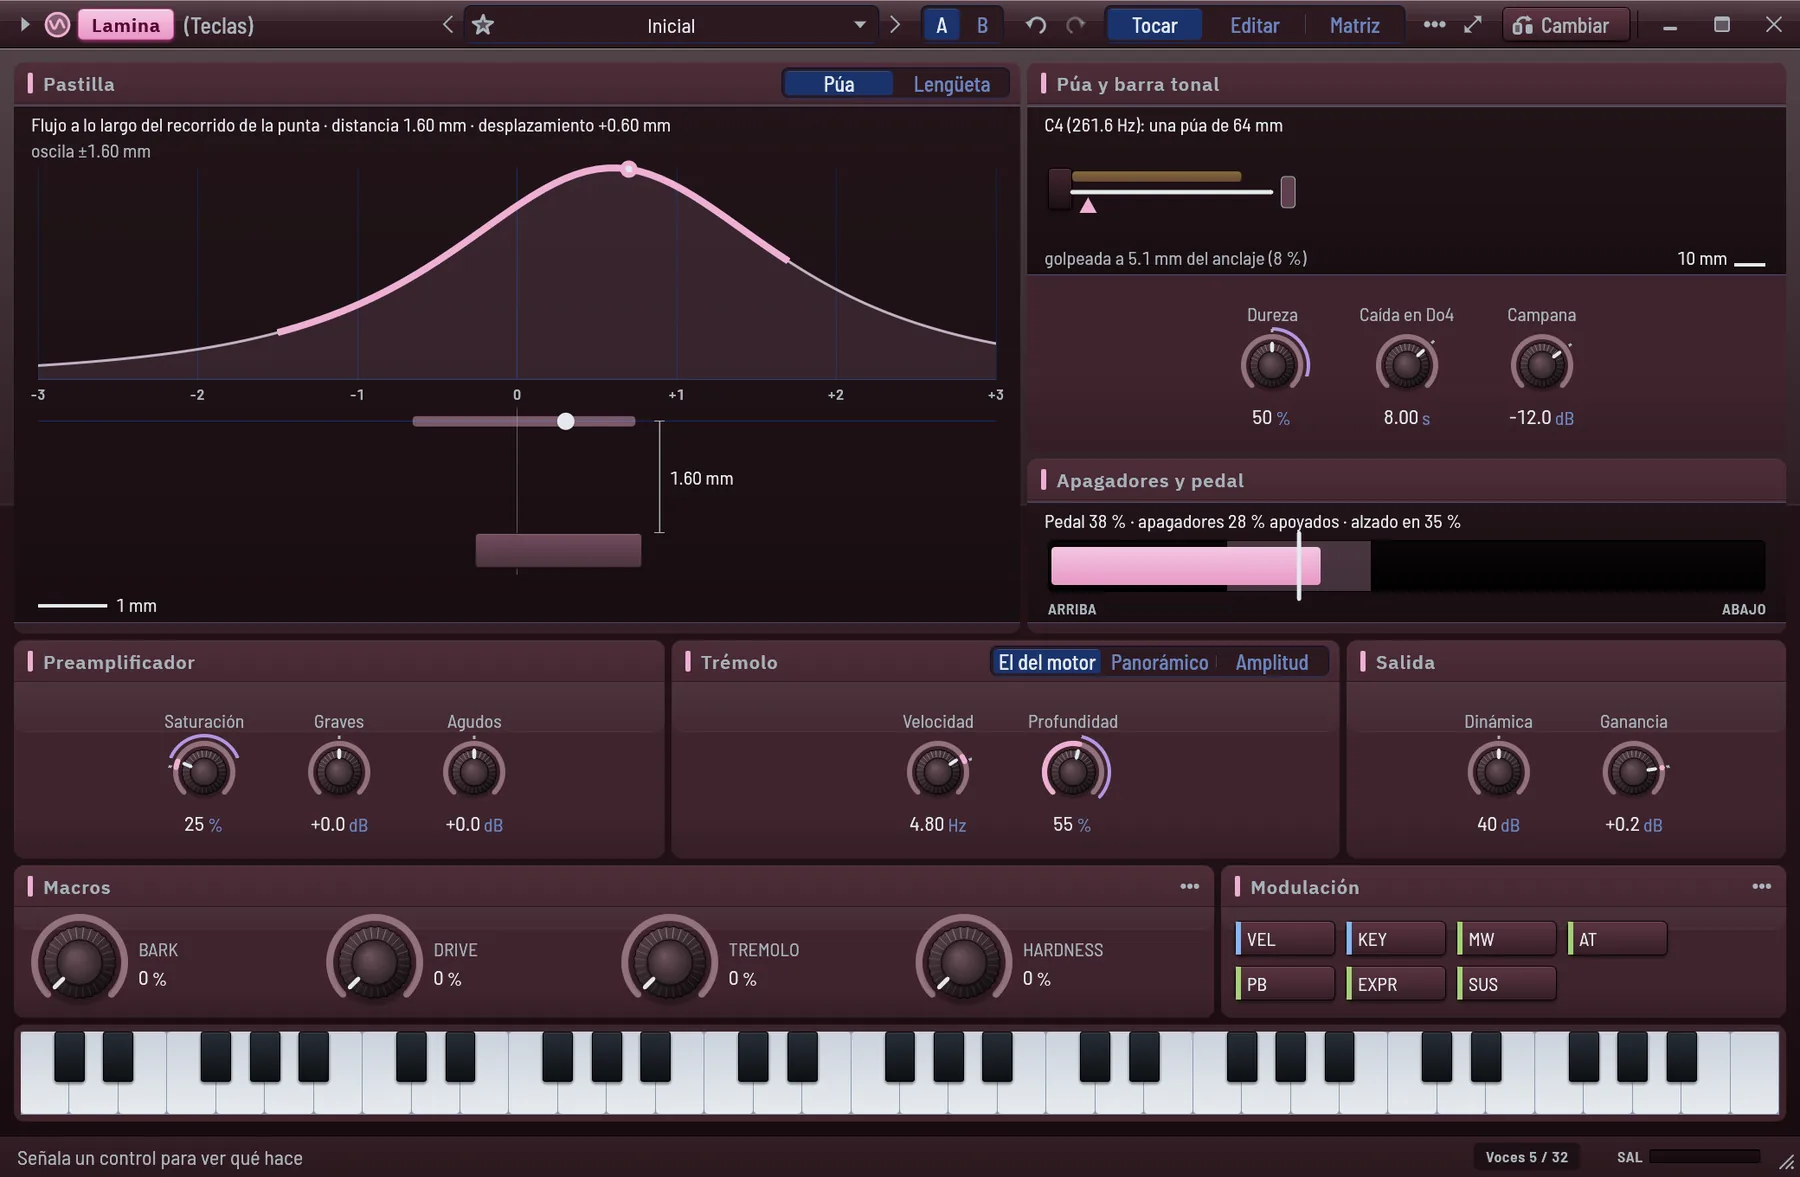 Lamina (Teclas)
Inicial
A B
Tocar Editar Matriz
Cambiar
Pastilla
Púa Lengüeta
Flujo a lo largo del recorrido de la punta · distancia 1.60 mm · desplazamiento +0.60 mm
oscila ±1.60 mm
-3 -2 -1 0 +1 +2 +3
1.60 mm
1 mm
Púa y barra tonal
C4 (261.6 Hz): una púa de 64 mm
golpeada a 5.1 mm del anclaje (8 %)
10 mm
Dureza Caída en Do4 Campana
50 % 8.00 s -12.0 dB
Apagadores y pedal
Pedal 38 % · apagadores 28 % apoyados · alzado en 35 %
ARRIBA ABAJO
Preamplificador
Saturación Graves Agudos
25 % +0.0 dB +0.0 dB
Trémolo
El del motor Panorámico Amplitud
Velocidad Profundidad
4.80 Hz 55 %
Salida
Dinámica Ganancia
40 dB +0.2 dB
Macros
BARK
0 %
DRIVE
0 %
TREMOLO
0 %
HARDNESS
0 %
Modulación
VEL KEY MW AT
PB EXPR SUS
Señala un control para ver qué hace
Voces 5 / 32
SAL